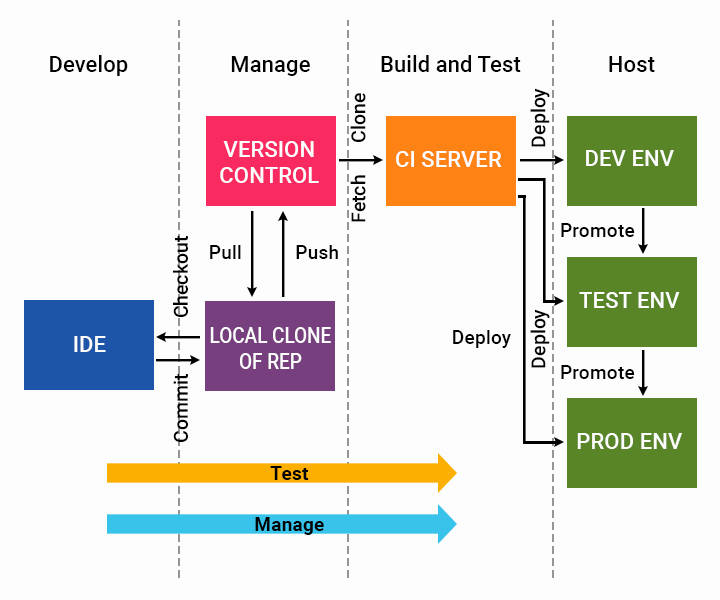 Develop
Manage
Build and Test
Host
VERSION
CONTROL
Clone
Fetch
CI SERVER
Deploy
DEV ENV
Pull
Push
Promote
Checkout
TEST ENV
IDE
LOCAL CLONE
OF REP
Deploy
Deploy
Promote
Commit
PROD ENV
Test
Manage